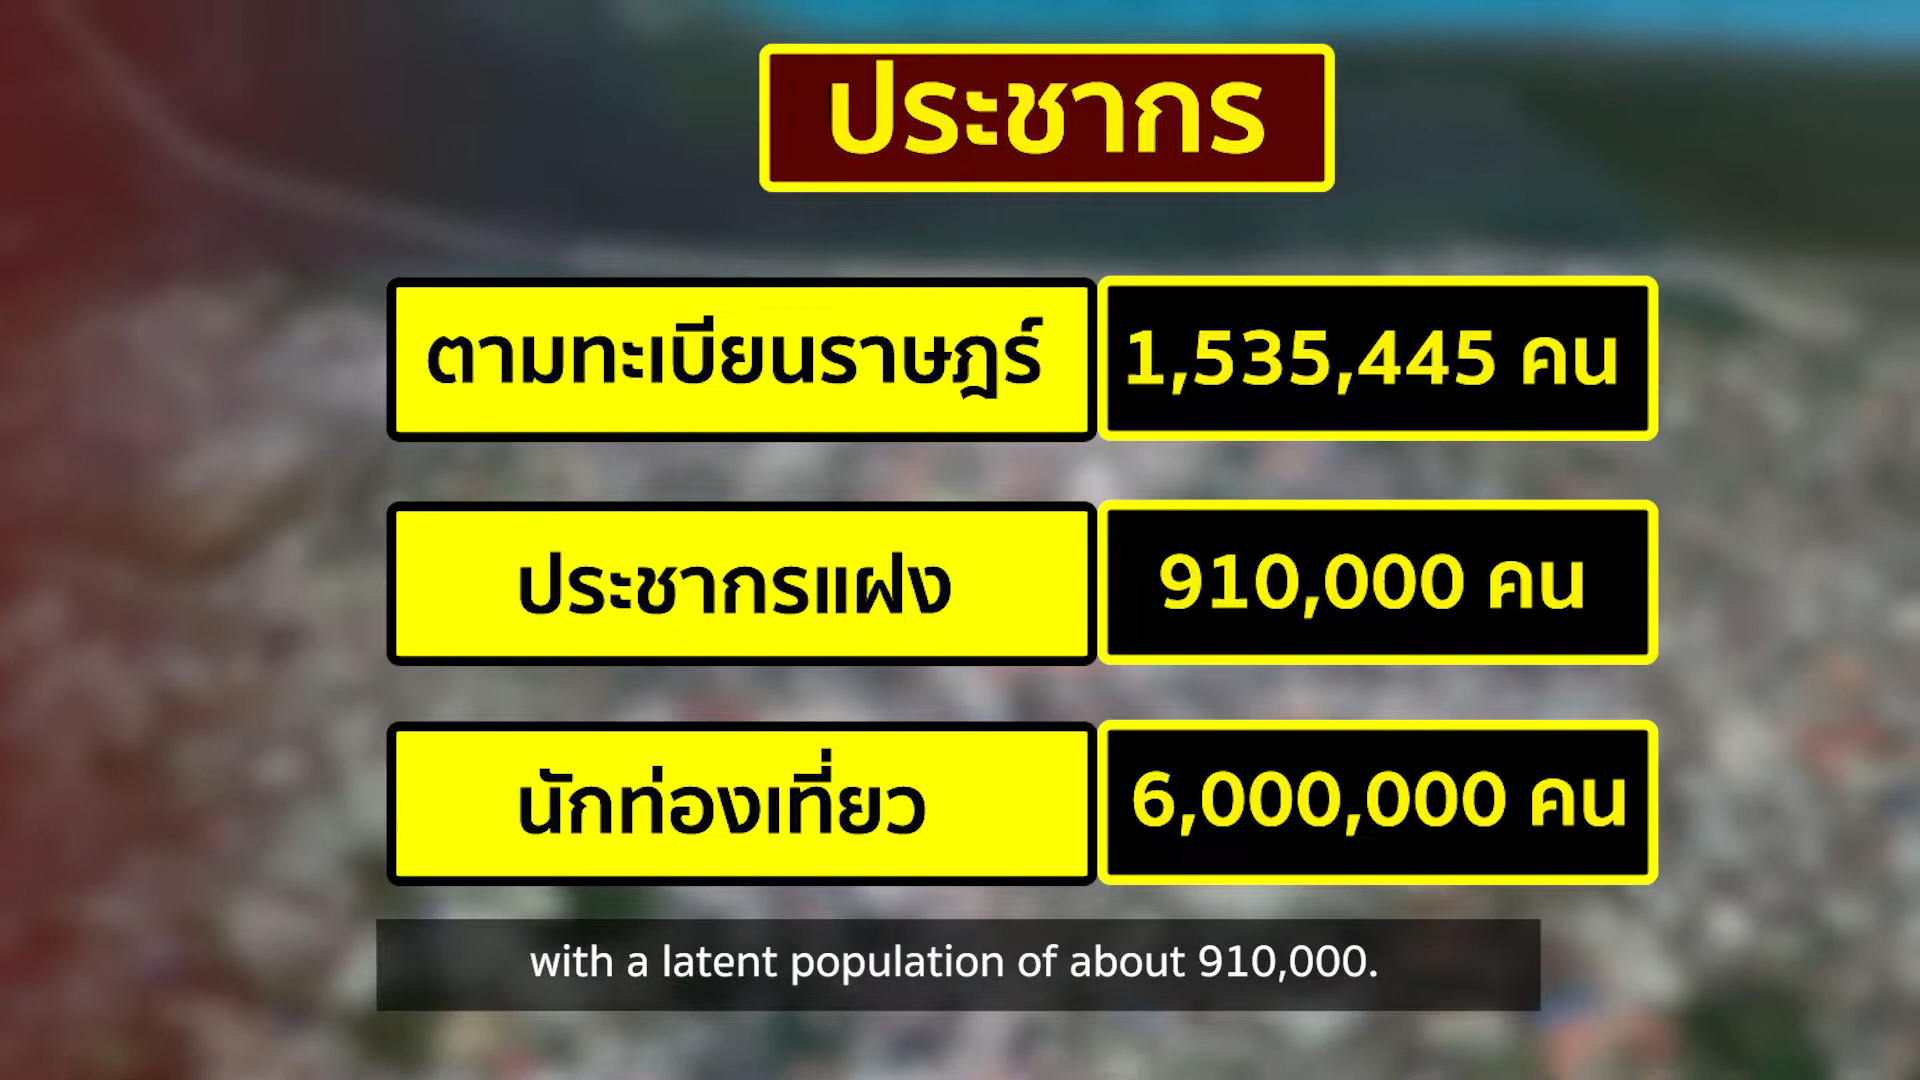 ประชากร
ตามทะเบียนราษฎร์ 1,535,445 คน
ประชากรแฝง 910,000 คน
นักท่องเที่ยว 6,000,000 คน
with a latent population of about 910,000.